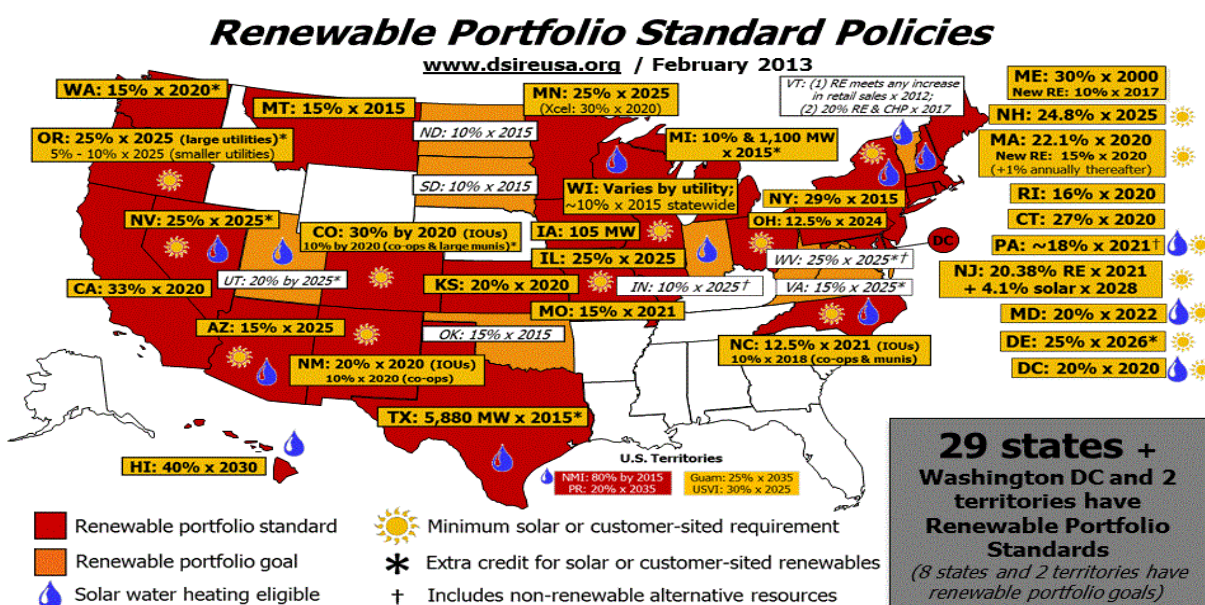 Renewable Portfolio Standard Policies
www.dsireusa.org / February 2013
WA: 15% x 2020*
MT: 15% x 2015
MN: 25% x 2025
(Xcel: 30% x 2020)
VT: (1) RE meets any increase
in retail sales x 2012;
(2) 20% RE & CHP x 2017
ME: 30% x 2000
New RE: 10% x 2017
NH: 24.8% x 2025
OR: 25% x 2025 (large utilities)*
5% - 10% x 2025 (smaller utilities)
ND: 10% x 2015
MI: 10% & 1,100 MW
x 2015*
MA: 22.1% x 2020
New RE: 15% x 2020
(+1% annually thereafter)
SD: 10% x 2015
WI: Varies by utility;
~10% x 2015 statewide
NY: 29% x 2015
RI: 16% x 2020
NV: 25% x 2025*
CO: 30% by 2020 (IOUs)
10% by 2020 (co-ops & large munis)*
IA: 105 MW
OH: 12.5% x 2024
CT: 27% x 2020
DC
PA: ~18% x 2021†
IL: 25% x 2025
WV: 25% x 2025*†
UT: 20% by 2025*
CA: 33% x 2020
KS: 20% x 2020
IN: 10% x 2025†
VA: 15% x 2025*
NJ: 20.38% RE x 2021
+ 4.1% solar x 2028
MO: 15% x 2021
MD: 20% x 2022
AZ: 15% x 2025
OK: 15% x 2015
DE: 25% x 2026*
NC: 12.5% x 2021 (IOUs)
10% x 2018 (co-ops & munis)
NM: 20% x 2020 (IOUs)
10% x 2020 (co-ops)
DC: 20% x 2020
TX: 5,880 MW x 2015*
HI: 40% x 2030
U.S. Territories
NMI: 80% by 2015
PR: 20% x 2035
Guam: 25% x 2035
USVI: 30% x 2025
29 states +
Washington DC and 2
territories have
Renewable Portfolio
Standards
(8 states and 2 territories have
renewable portfolio goals)
Renewable portfolio standard
Minimum solar or customer-sited requirement
Renewable portfolio goal
* Extra credit for solar or customer-sited renewables
Solar water heating eligible
† Includes non-renewable alternative resources